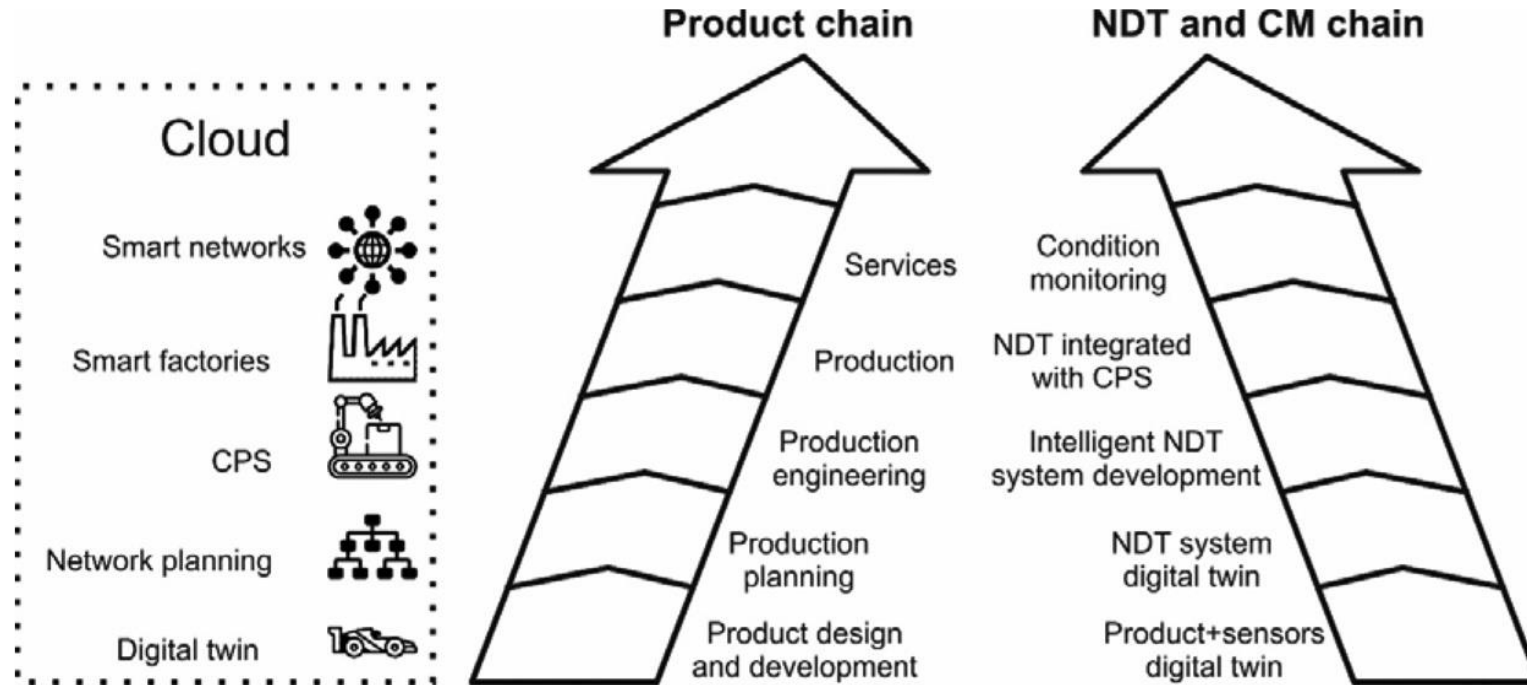 Product chain
NDT and CM chain
Cloud
Smart networks
Smart factories
CPS
Network planning
Digital twin
Services
Production
Production
engineering
Production
planning
Product design
and development
Condition
monitoring
NDT integrated
with CPS
Intelligent NDT
system development
NDT system
digital twin
Product+sensors
digital twin